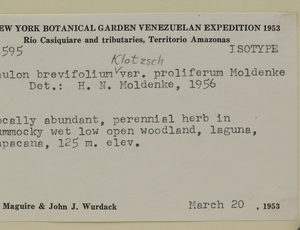 EW YORK BOTANICAL GARDEN VENEZUELAN EXPEDITION 1953
Rio Casiquiare and tributaries, Territorio Amazonas
595 ISOTYPE
Klotzsch
aulon brevifolium var. proliferum Moldenke
Det.: H. N. Moldenke, 1956
ocally abundant, perennial herb in
ummocky wet low open woodland, laguna,
apacana, 125 m. elev.
Maguire & John J. Wurdack March 20 , 1953